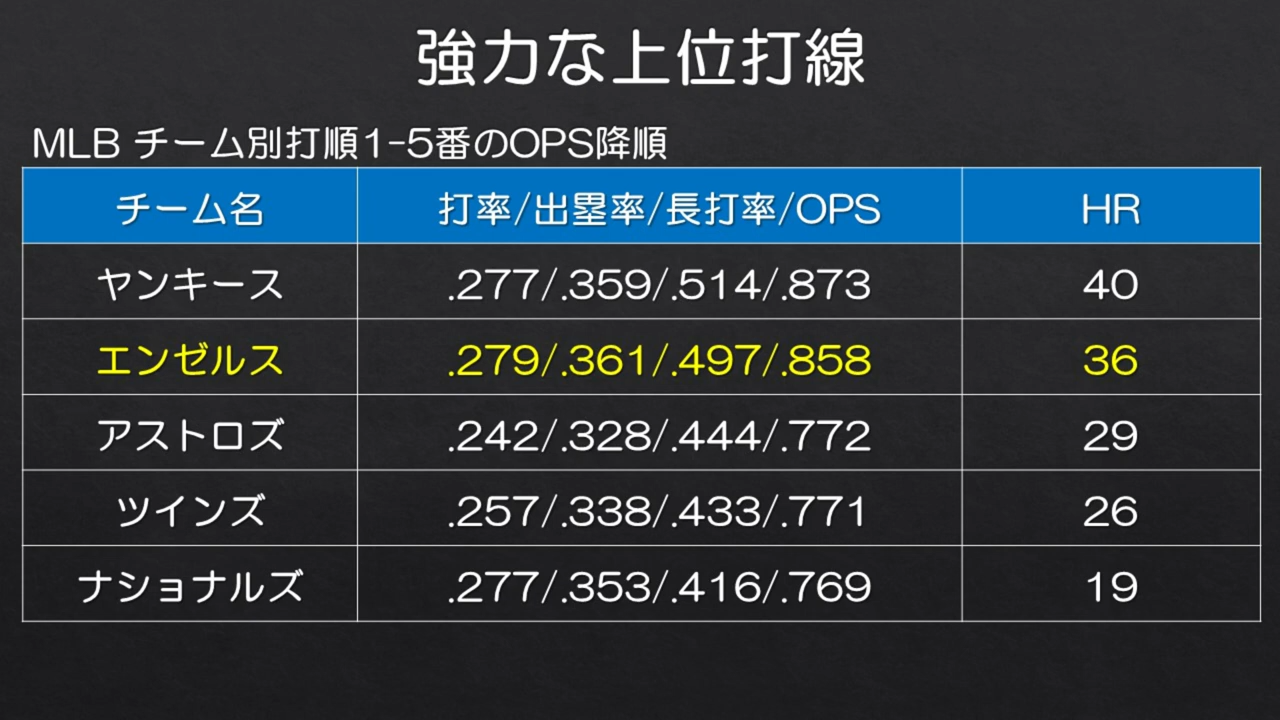 強力な上位打線
MLB チーム別打順1-5番のOPS降順
チーム名 打率/出塁率/長打率/OPS HR
ヤンキース .277/.359/.514/.873 40
エンゼルス .279/.361/.497/.858 36
アストロズ .242/.328/.444/.772 29
ツインズ .257/.338/.433/.771 26
ナショナルズ .277/.353/.416/.769 19